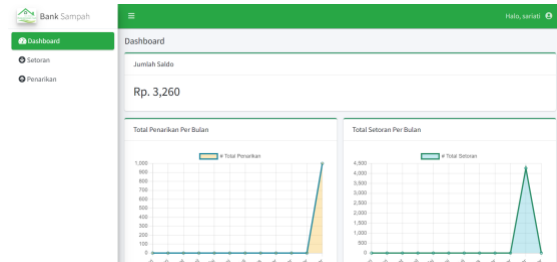 Bank Sampah
Halo, sariati
Dashboard
Setoran
Penarikan
Dashboard
Jumlah Saldo
Rp. 3,260
Total Penarikan Per Bulan
# Total Penarikan
1,000
900
800
700
600
500
400
300
200
100
0
Total Setoran Per Bulan
# Total Setoran
4,500
4,000
3,500
3,000
2,500
2,000
1,500
1,000
500
0